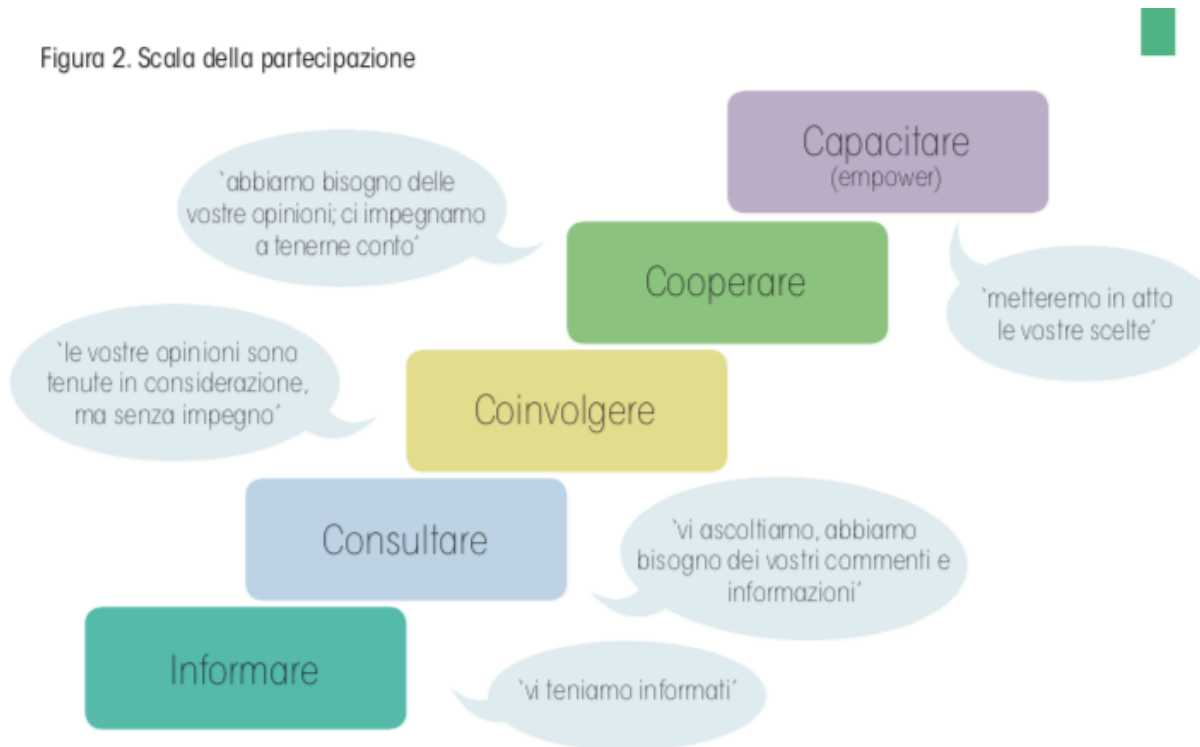 Figura 2. Scala della partecipazione
Capacitare
(empower)
`abbiamo bisogno delle
vostre opinioni; ci impegnamo
a tenerne conto´
Cooperare
`metteremo in atto
le vostre scelte´
`le vostre opinioni sono
tenute in considerazione,
ma senza impegno´
Coinvolgere
Consultare
`vi ascoltiamo, abbiamo
bisogno dei vostri commenti e
informazioni´
Informare
`vi teniamo informati´